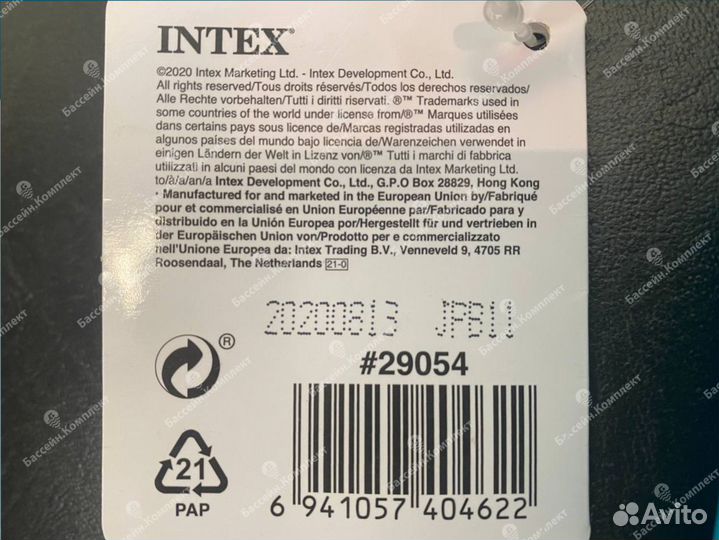 INTEX®
©2020 Intex Marketing Ltd. - Intex Development Co., Ltd.
All rights reserved/Tous droits réservés/Todos los derechos reservados/
Alle Rechte vorbehalten/Tutti i diritti riservati. ®™ Trademarks used in
some countries of the world under license from/®™ Marques utilisées
dans certains pays sous licence de/Marcas registradas utilizadas en
algunos países del mundo bajo licencia de/Warenzeichen verwendet in
einigen Ländern der Welt in Lizenz von/®™ Tutti i marchi di fabbrica
utilizzati in alcuni paesi del mondo con licenza da Intex Marketing Ltd.
to/à/a/an/a Intex Development Co., Ltd., G.P.O Box 28829, Hong Kong
· Manufactured for and marketed in the European Union by/Fabriqué
pour et commercialisé en Union Européenne par/Fabricado para y
distribuido en la Unión Europea por/Hergestellt für und vertrieben in
der Europäischen Union von/Prodotto per e commercializzato
nell'Unione Europea da: Intex Trading B.V., Venneveld 9, 4705 RR
Roosendaal, The Netherlands 21-0
20200813 JPB11
®
#29054
21
PAP
6 941057 404622
Avito
Бассейн.Комплект